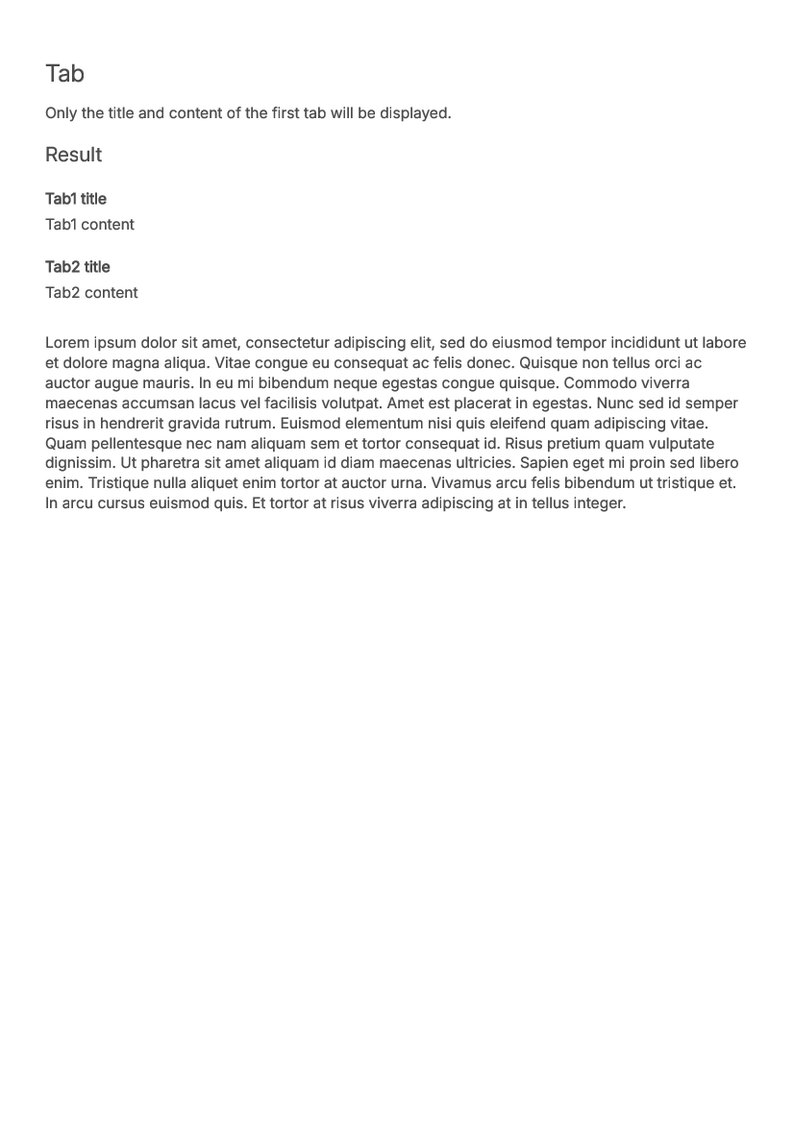 Tab
Only the title and content of the first tab will be displayed.
Result
Tab1 title
Tab1 content
Tab2 title
Tab2 content
Lorem ipsum dolor sit amet, consectetur adipiscing elit, sed do eiusmod tempor incididunt ut labore
et dolore magna aliqua. Vitae congue eu consequat ac felis donec. Quisque non tellus orci ac
auctor augue mauris. In eu mi bibendum neque egestas congue quisque. Commodo viverra
maecenas accumsan lacus vel facilisis volutpat. Amet est placerat in egestas. Nunc sed id semper
risus in hendrerit gravida rutrum. Euismod elementum nisi quis eleifend quam adipiscing vitae.
Quam pellentesque nec nam aliquam sem et tortor consequat id. Risus pretium quam vulputate
dignissim. Ut pharetra sit amet aliquam id diam maecenas ultricies. Sapien eget mi proin sed libero
enim. Tristique nulla aliquet enim tortor at auctor urna. Vivamus arcu felis bibendum ut tristique et.
In arcu cursus euismod quis. Et tortor at risus viverra adipiscing at in tellus integer.